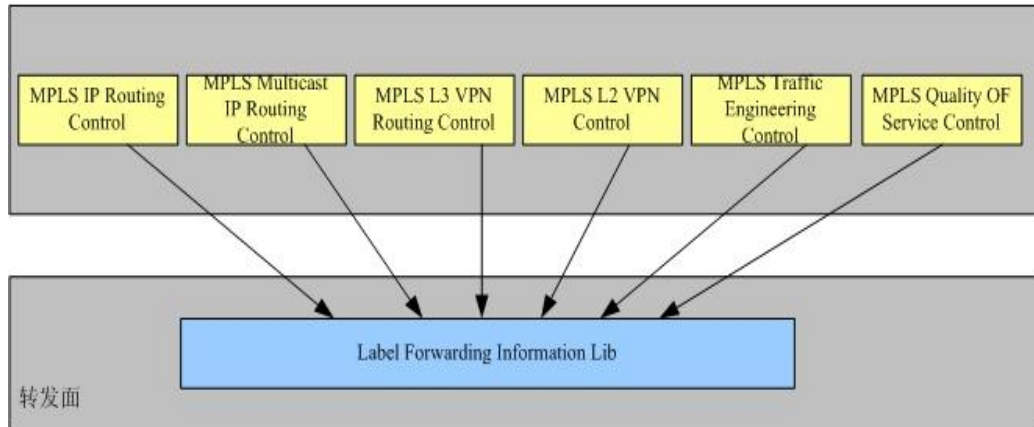 MPLS IP Routing
Control
MPLS Multicast
IP Routing
Control
MPLS L3 VPN
Routing Control
MPLS L2 VPN
Control
MPLS Traffic
Engineering
Control
MPLS Quality OF
Service Control
Label Forwarding Information Lib
转发面